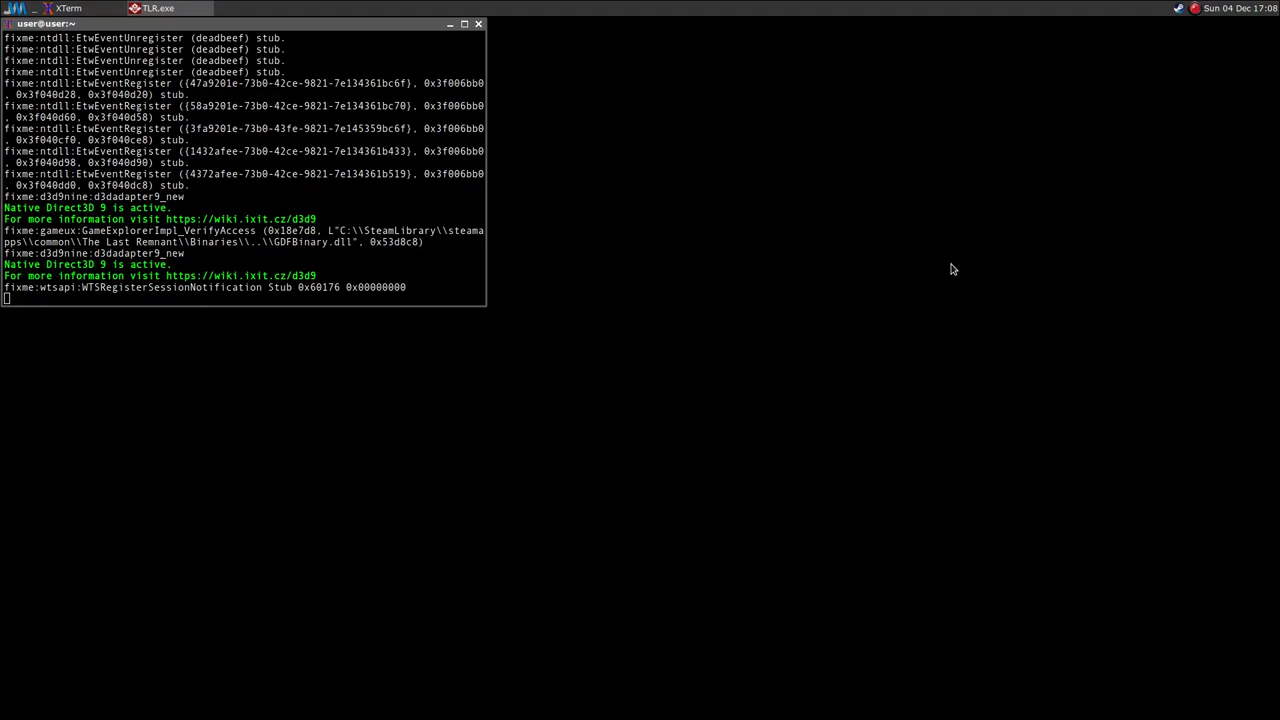 XTerm
TLR.exe
Sun 04 Dec 17:08
user@user:~
fixme:ntdll:EtwEventUnregister (deadbeef) stub.
fixme:ntdll:EtwEventUnregister (deadbeef) stub.
fixme:ntdll:EtwEventUnregister (deadbeef) stub.
fixme:ntdll:EtwEventUnregister (deadbeef) stub.
fixme:ntdll:EtwEventRegister ({47a9201e-73b0-42ce-9821-7e134361bc6f}, 0x3f006bb0
, 0x3f040d28, 0x3f040d20) stub.
fixme:ntdll:EtwEventRegister ({58a9201e-73b0-42ce-9821-7e134361bc70}, 0x3f006bb0
, 0x3f040d60, 0x3f040d58) stub.
fixme:ntdll:EtwEventRegister ({3fa9201e-73b0-43fe-9821-7e145359bc6f}, 0x3f006bb0
, 0x3f040cf0, 0x3f040ce8) stub.
fixme:ntdll:EtwEventRegister ({1432afee-73b0-42ce-9821-7e134361b433}, 0x3f006bb0
, 0x3f040d98, 0x3f040d90) stub.
fixme:ntdll:EtwEventRegister ({4372afee-73b0-42ce-9821-7e134361b519}, 0x3f006bb0
, 0x3f040dd0, 0x3f040dc8) stub.
fixme:d3d9nine:d3dadapter9_new
Native Direct3D 9 is active.
For more information visit https://wiki.ixit.cz/d3d9
fixme:gameux:GameExplorerImpl_VerifyAccess (0x18e7d8, L"C:\\SteamLibrary\\steama
pps\\common\\The Last Remnant\\Binaries\\..\\GDFBinary.dll", 0x53d8c8)
fixme:d3d9nine:d3dadapter9_new
Native Direct3D 9 is active.
For more information visit https://wiki.ixit.cz/d3d9
fixme:wtsapi:WTSRegisterSessionNotification Stub 0x60176 0x00000000